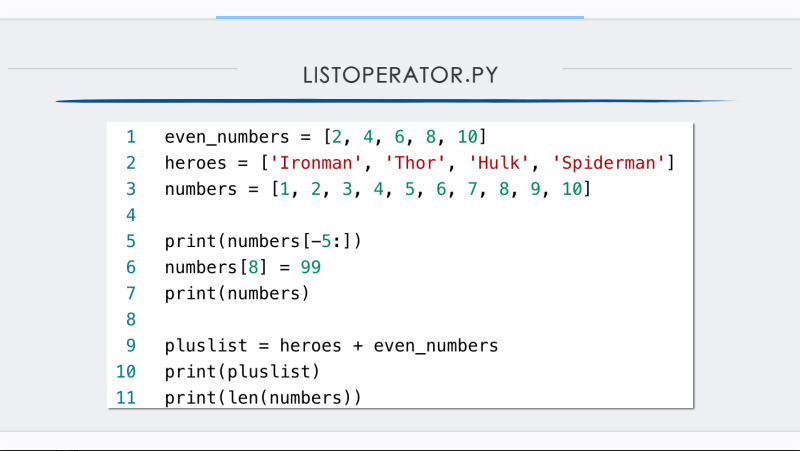 LISTOPERATOR.PY
1 even_numbers = [2, 4, 6, 8, 10]
2 heroes = ['Ironman', 'Thor', 'Hulk', 'Spiderman']
3 numbers = [1, 2, 3, 4, 5, 6, 7, 8, 9, 10]
4
5 print(numbers[-5:])
6 numbers[8] = 99
7 print(numbers)
8
9 pluslist = heroes + even_numbers
10 print(pluslist)
11 print(len(numbers))